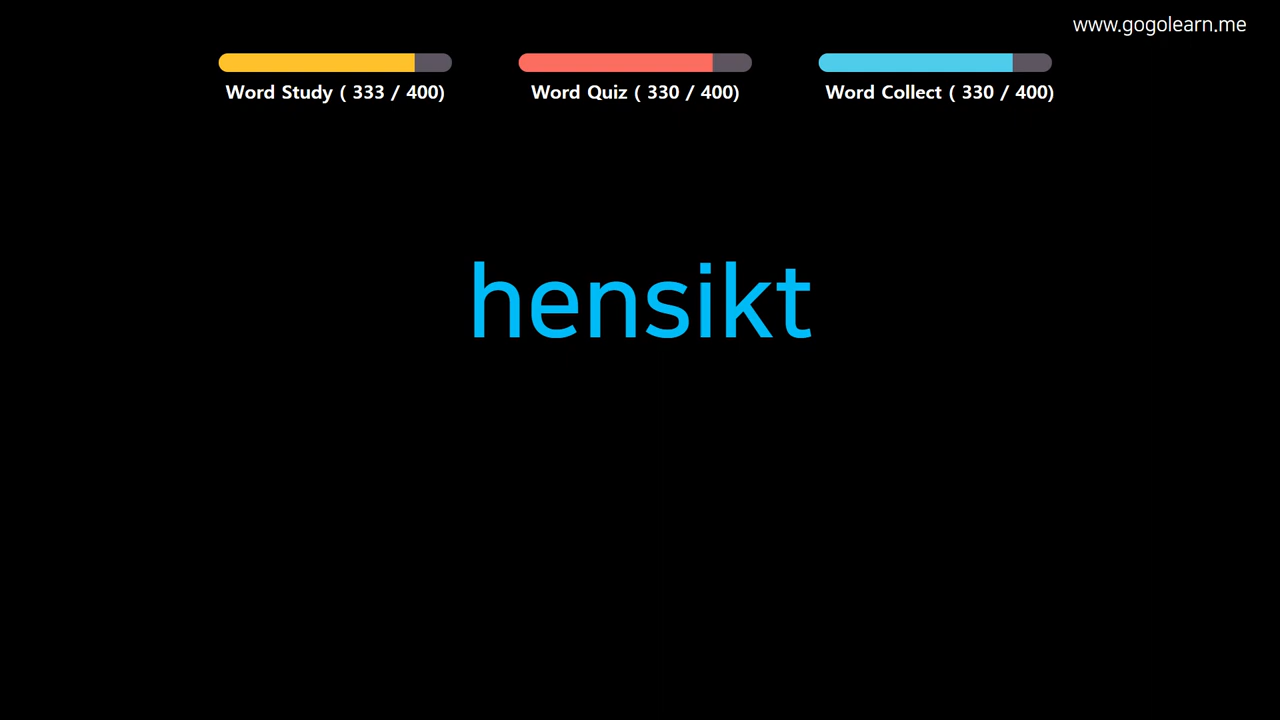 www.gogolearn.me
Word Study ( 333 / 400)
Word Quiz ( 330 / 400)
Word Collect ( 330 / 400)
hensikt